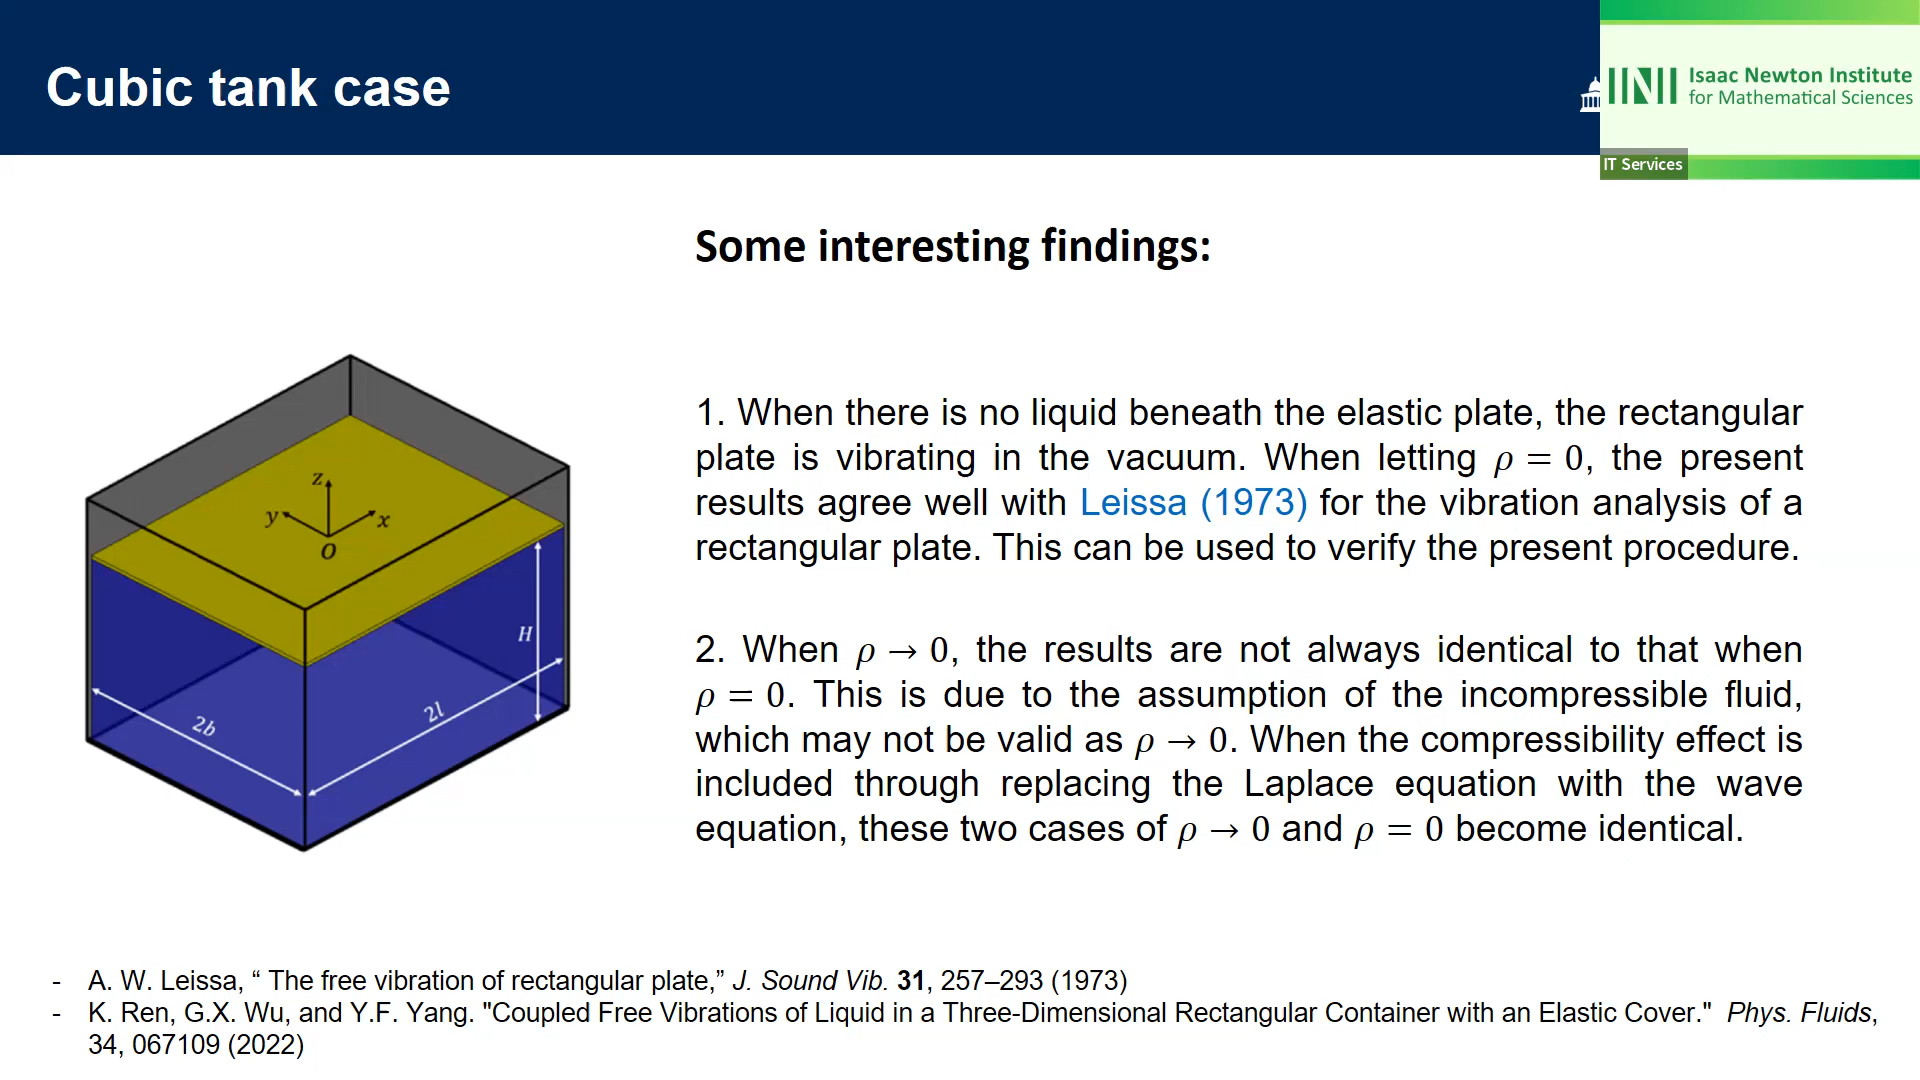 Cubic tank case
Isaac Newton Institute
for Mathematical Sciences
IT Services
Some interesting findings:
1. When there is no liquid beneath the elastic plate, the rectangular
plate is vibrating in the vacuum. When letting ρ = 0, the present
results agree well with Leissa (1973) for the vibration analysis of a
rectangular plate. This can be used to verify the present procedure.
2. When ρ → 0, the results are not always identical to that when
ρ = 0. This is due to the assumption of the incompressible fluid,
which may not be valid as ρ → 0. When the compressibility effect is
included through replacing the Laplace equation with the wave
equation, these two cases of ρ → 0 and ρ = 0 become identical.
z
y
x
O
H
2b
2l
- A. W. Leissa, “ The free vibration of rectangular plate,” J. Sound Vib. 31, 257–293 (1973)
- K. Ren, G.X. Wu, and Y.F. Yang. "Coupled Free Vibrations of Liquid in a Three-Dimensional Rectangular Container with an Elastic Cover." Phys. Fluids,
34, 067109 (2022)